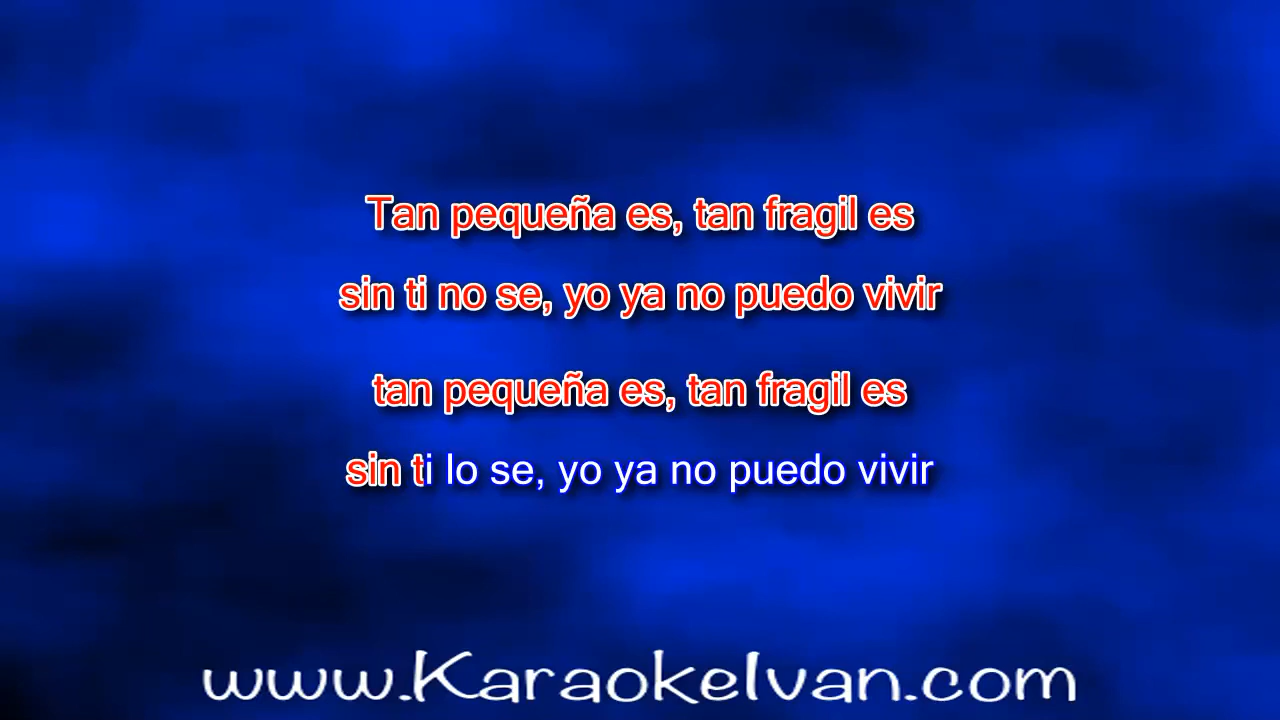 Tan pequeña es, tan fragil es
sin ti no se, yo ya no puedo vivir
tan pequeña es, tan fragil es
sin ti lo se, yo ya no puedo vivir
www.KaraokeIvan.com